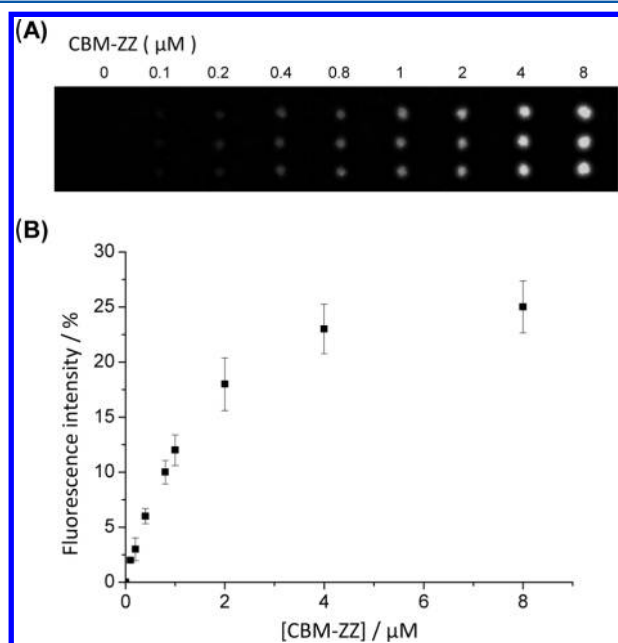 (A)
CBM-ZZ ( μM )
0 0.1 0.2 0.4 0.8 1 2 4 8
(B)
30
25
20
15
10
5
0
Fluorescence intensity / %
0 2 4 6 8
[CBM-ZZ] / μM